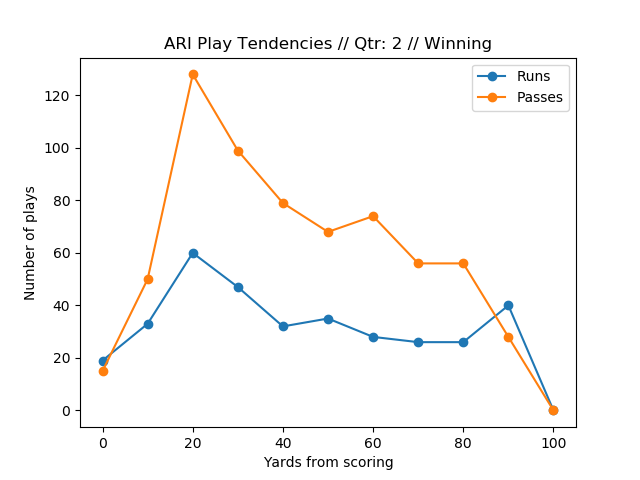 ARI Play Tendencies // Qtr: 2 // Winning
Runs
Passes
Number of plays
120
100
80
60
40
20
0
0 20 40 60 80 100
Yards from scoring